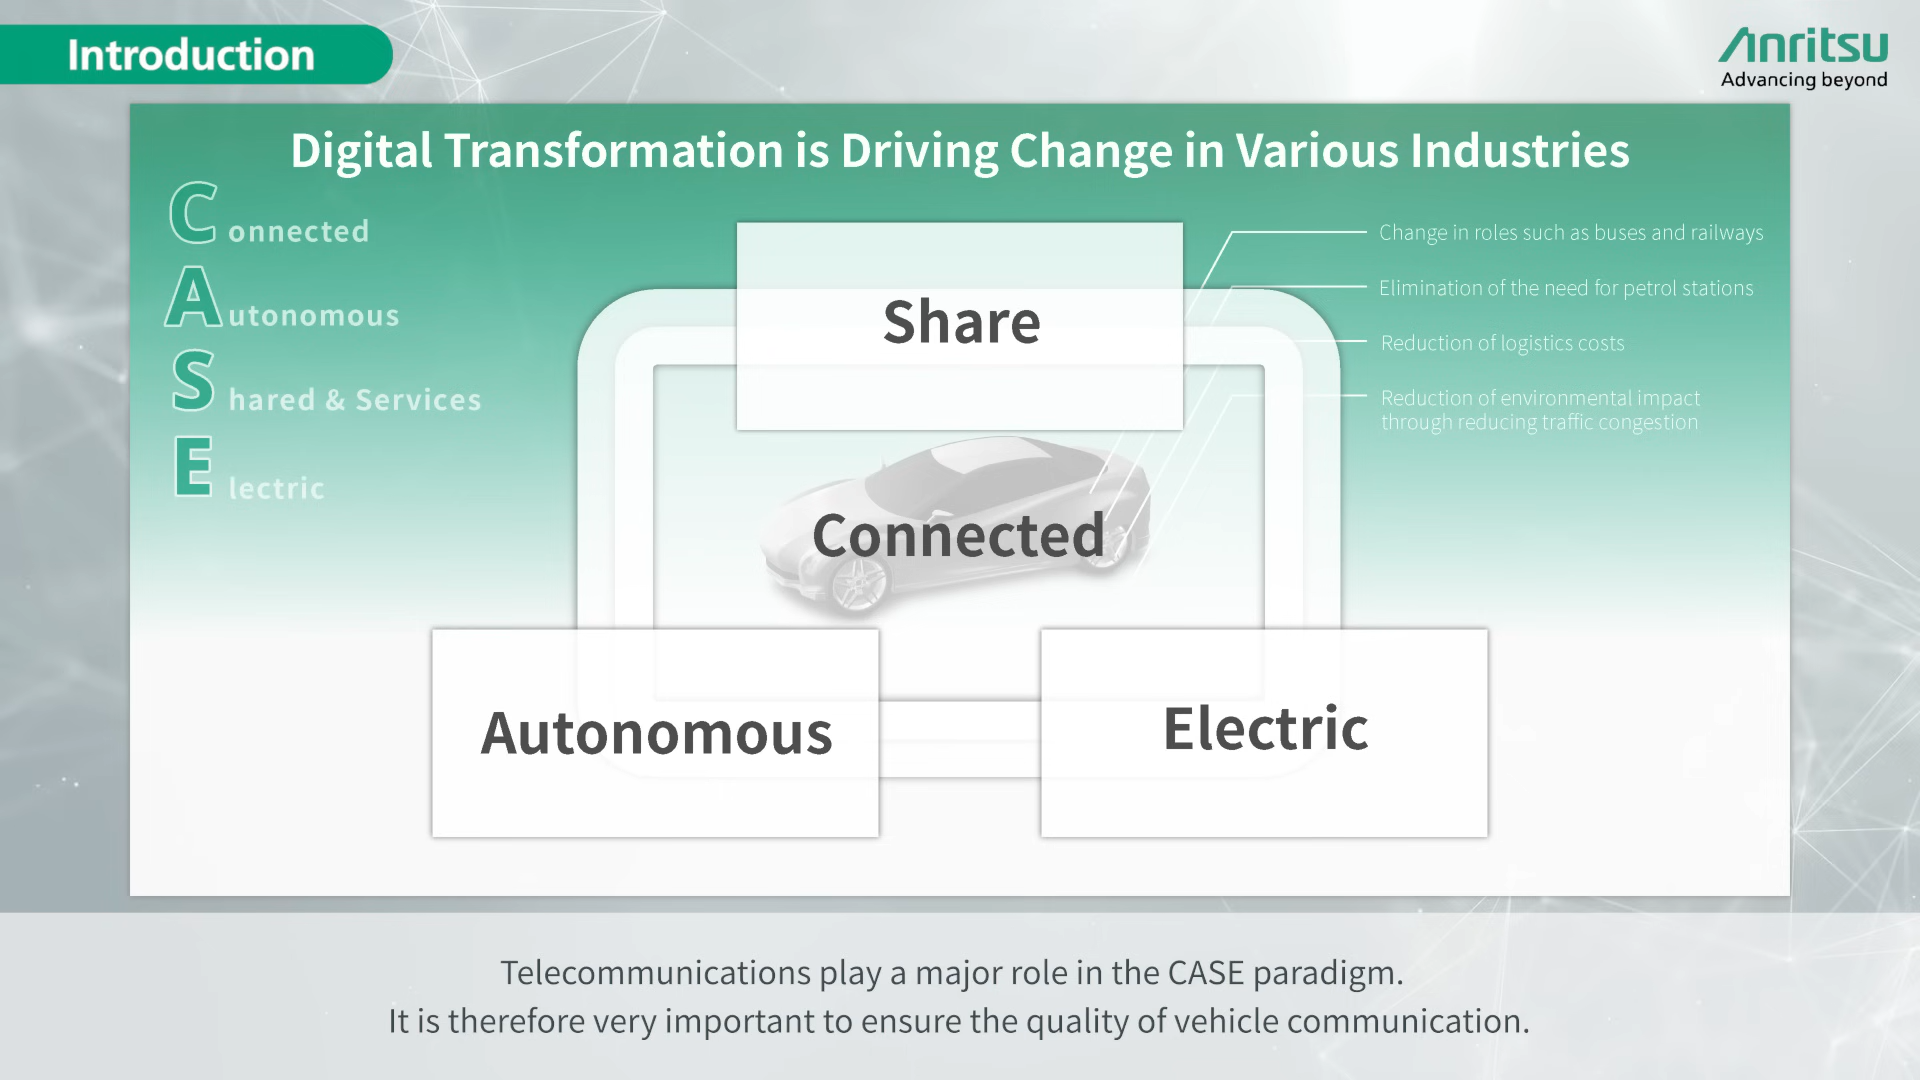 Introduction
Anritsu
Advancing beyond
Digital Transformation is Driving Change in Various Industries
Connected
Autonomous
Shared & Services
Electric
Change in roles such as buses and railways
Elimination of the need for petrol stations
Reduction of logistics costs
Reduction of environmental impact
through reducing traffic congestion
Share
Connected
Autonomous
Electric
Telecommunications play a major role in the CASE paradigm.
It is therefore very important to ensure the quality of vehicle communication.